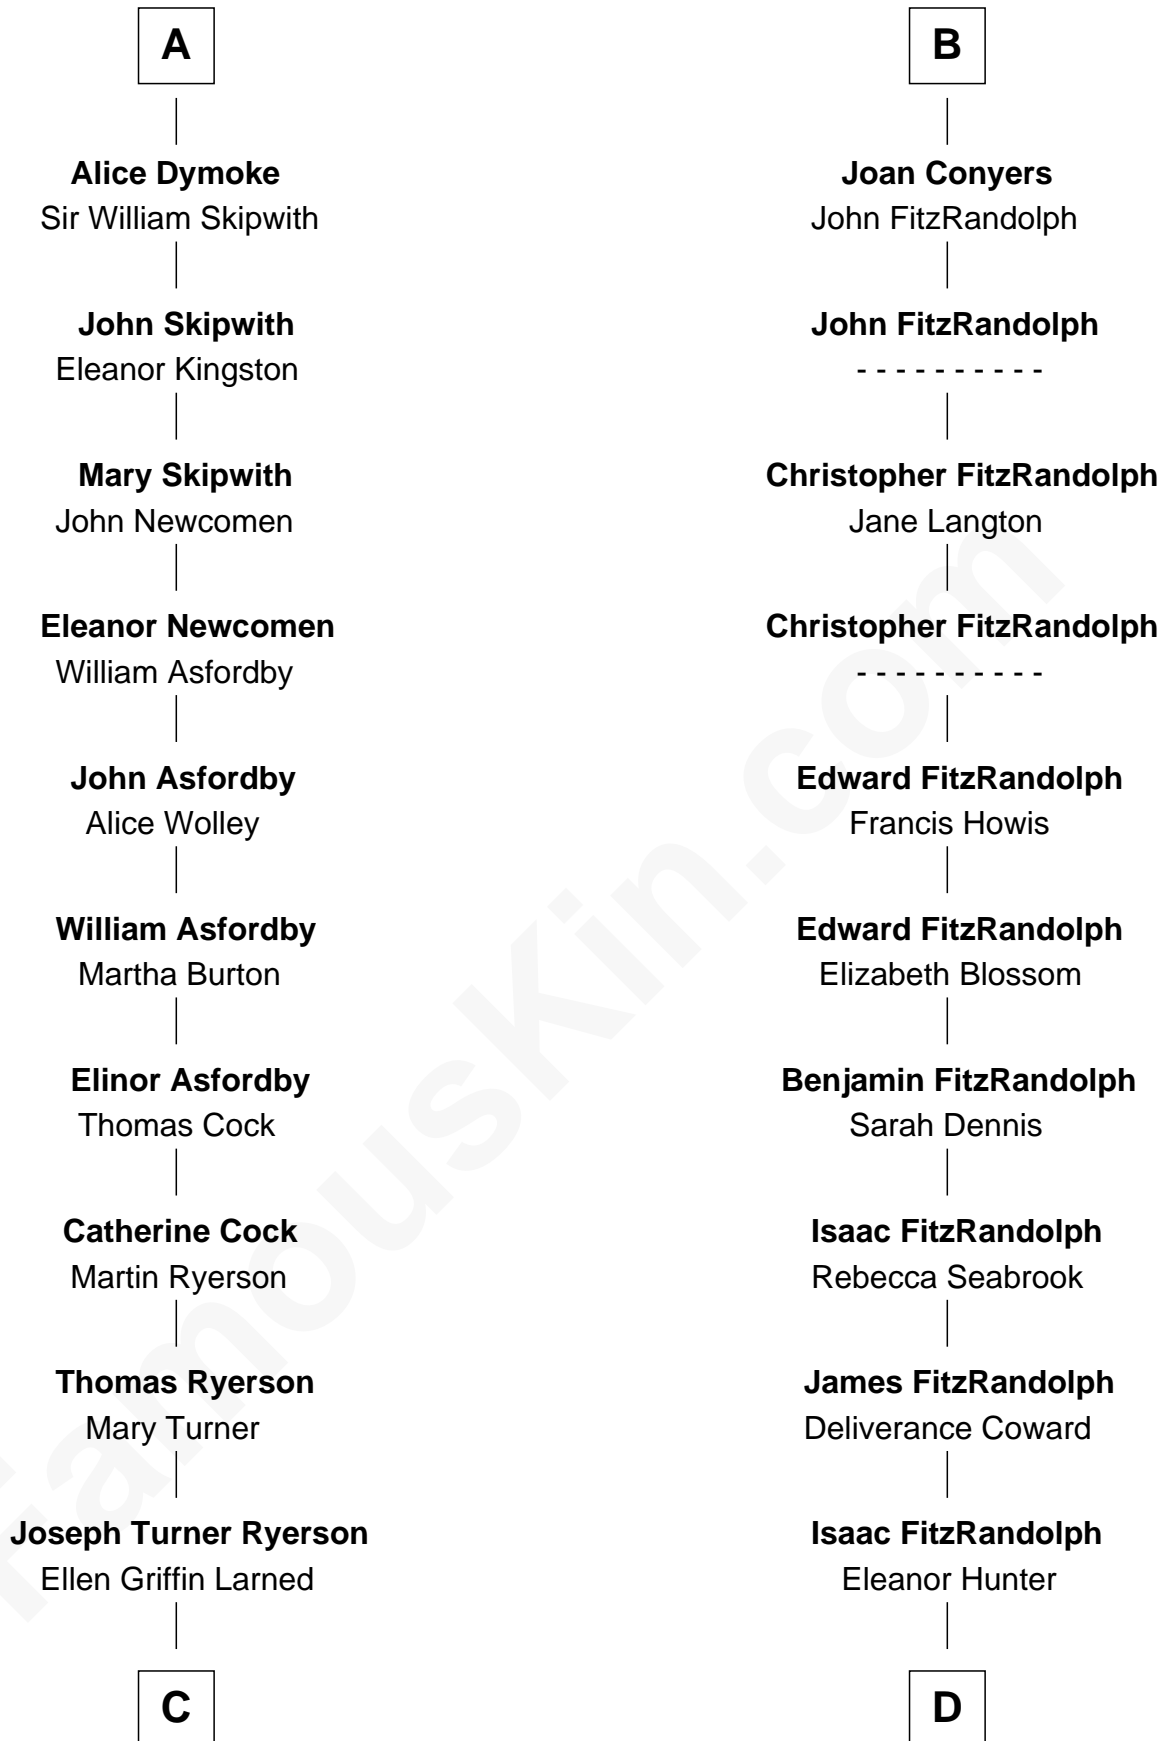 A
Alice Dymoke
Sir William Skipwith
John Skipwith
Eleanor Kingston
Mary Skipwith
John Newcomen
Eleanor Newcomen
William Asfordby
John Asfordby
Alice Wolley
William Asfordby
Martha Burton
Elinor Asfordby
Thomas Cock
Catherine Cock
Martin Ryerson
Thomas Ryerson
Mary Turner
Joseph Turner Ryerson
Ellen Griffin Larned
C
B
Joan Conyers
John FitzRandolph
John FitzRandolph
- - - - - - - - - -
Christopher FitzRandolph
Jane Langton
Christopher FitzRandolph
- - - - - - - - - -
Edward FitzRandolph
Francis Howis
Edward FitzRandolph
Elizabeth Blossom
Benjamin FitzRandolph
Sarah Dennis
Isaac FitzRandolph
Rebecca Seabrook
James FitzRandolph
Deliverance Coward
Isaac FitzRandolph
Eleanor Hunter
D
FamousKin.com